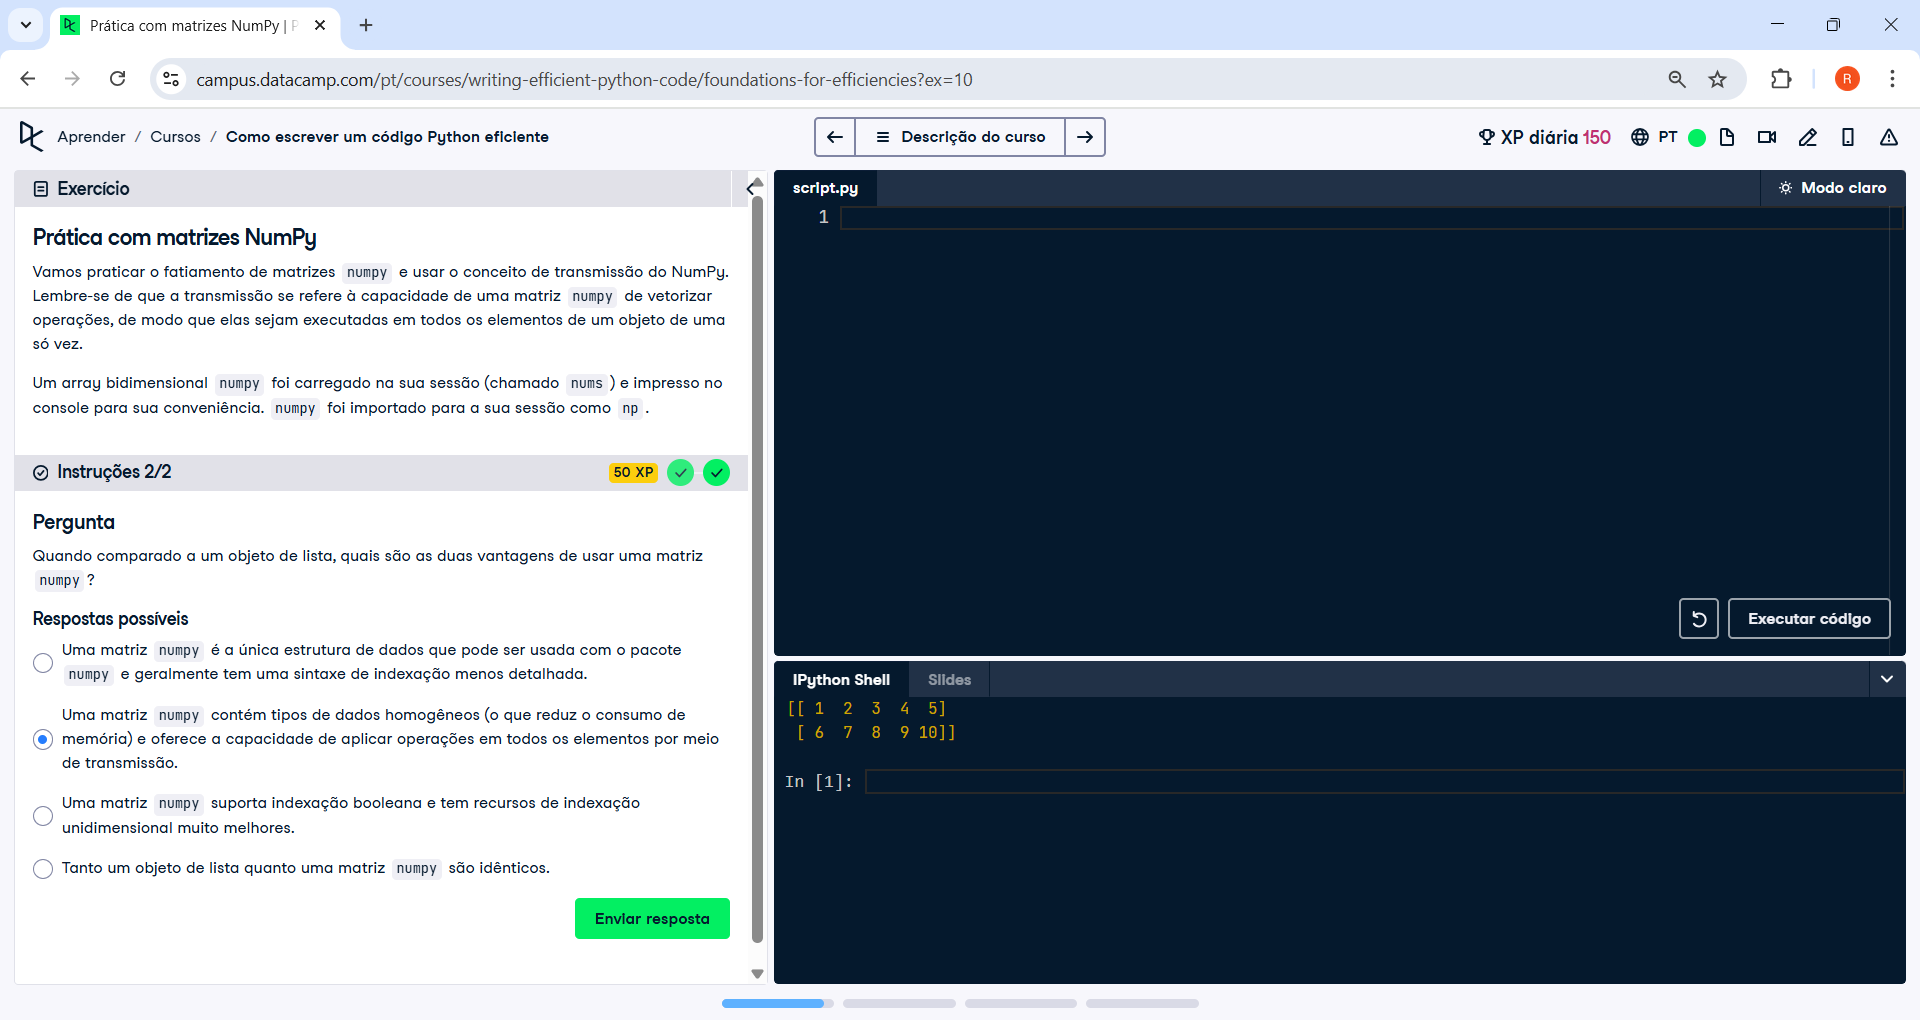 Prática com matrizes NumPy | P
campus.datacamp.com/pt/courses/writing-efficient-python-code/foundations-for-efficiencies?ex=10
R
Aprender / Cursos / Como escrever um código Python eficiente
Descrição do curso
XP diária 150
PT
Exercício
Prática com matrizes NumPy
Vamos praticar o fatiamento de matrizes numpy e usar o conceito de transmissão do NumPy.
Lembre-se de que a transmissão se refere à capacidade de uma matriz numpy de vetorizar
operações, de modo que elas sejam executadas em todos os elementos de um objeto de uma
só vez.
Um array bidimensional numpy foi carregado na sua sessão (chamado nums ) e impresso no
console para sua conveniência. numpy foi importado para a sua sessão como np .
Instruções 2/2
50 XP
Pergunta
Quando comparado a um objeto de lista, quais são as duas vantagens de usar uma matriz
numpy ?
Respostas possíveis
Uma matriz numpy é a única estrutura de dados que pode ser usada com o pacote
numpy e geralmente tem uma sintaxe de indexação menos detalhada.
Uma matriz numpy contém tipos de dados homogêneos (o que reduz o consumo de
memória) e oferece a capacidade de aplicar operações em todos os elementos por meio
de transmissão.
Uma matriz numpy suporta indexação booleana e tem recursos de indexação
unidimensional muito melhores.
Tanto um objeto de lista quanto uma matriz numpy são idênticos.
Enviar resposta
script.py
Modo claro
1
Executar código
IPython Shell
Slides
[[ 1 2 3 4 5]
[ 6 7 8 9 10]]
In [1]: